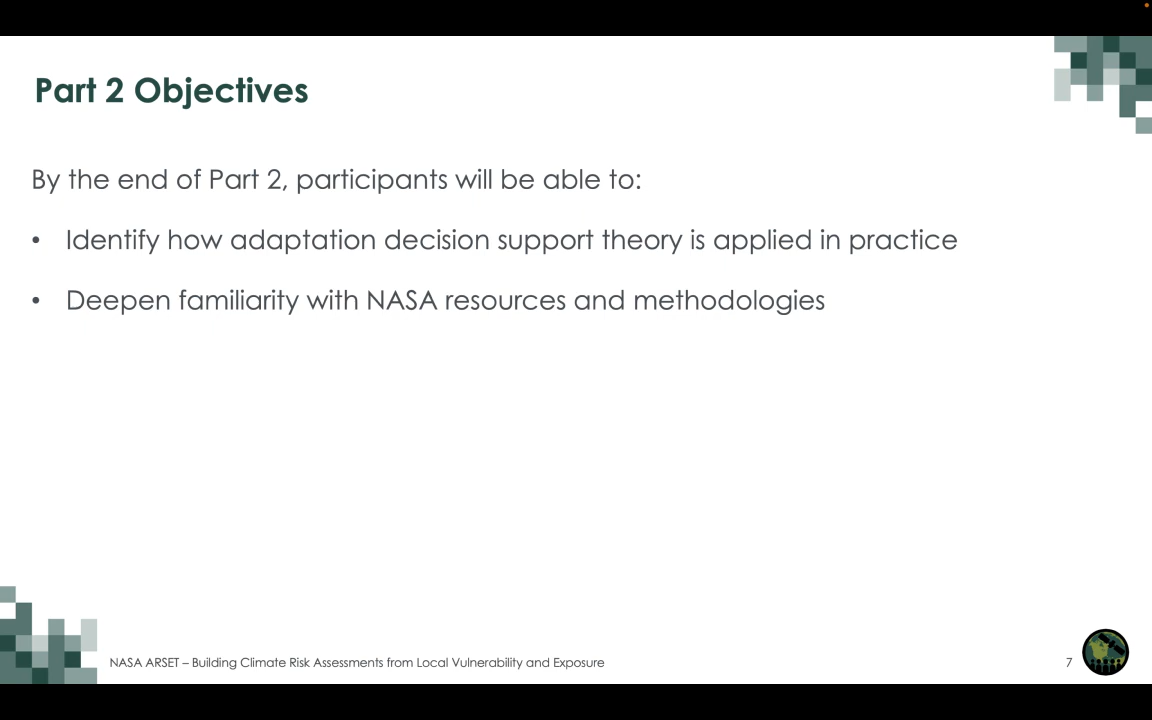 Part 2 Objectives
By the end of Part 2, participants will be able to:
• Identify how adaptation decision support theory is applied in practice
• Deepen familiarity with NASA resources and methodologies
NASA ARSET – Building Climate Risk Assessments from Local Vulnerability and Exposure
7